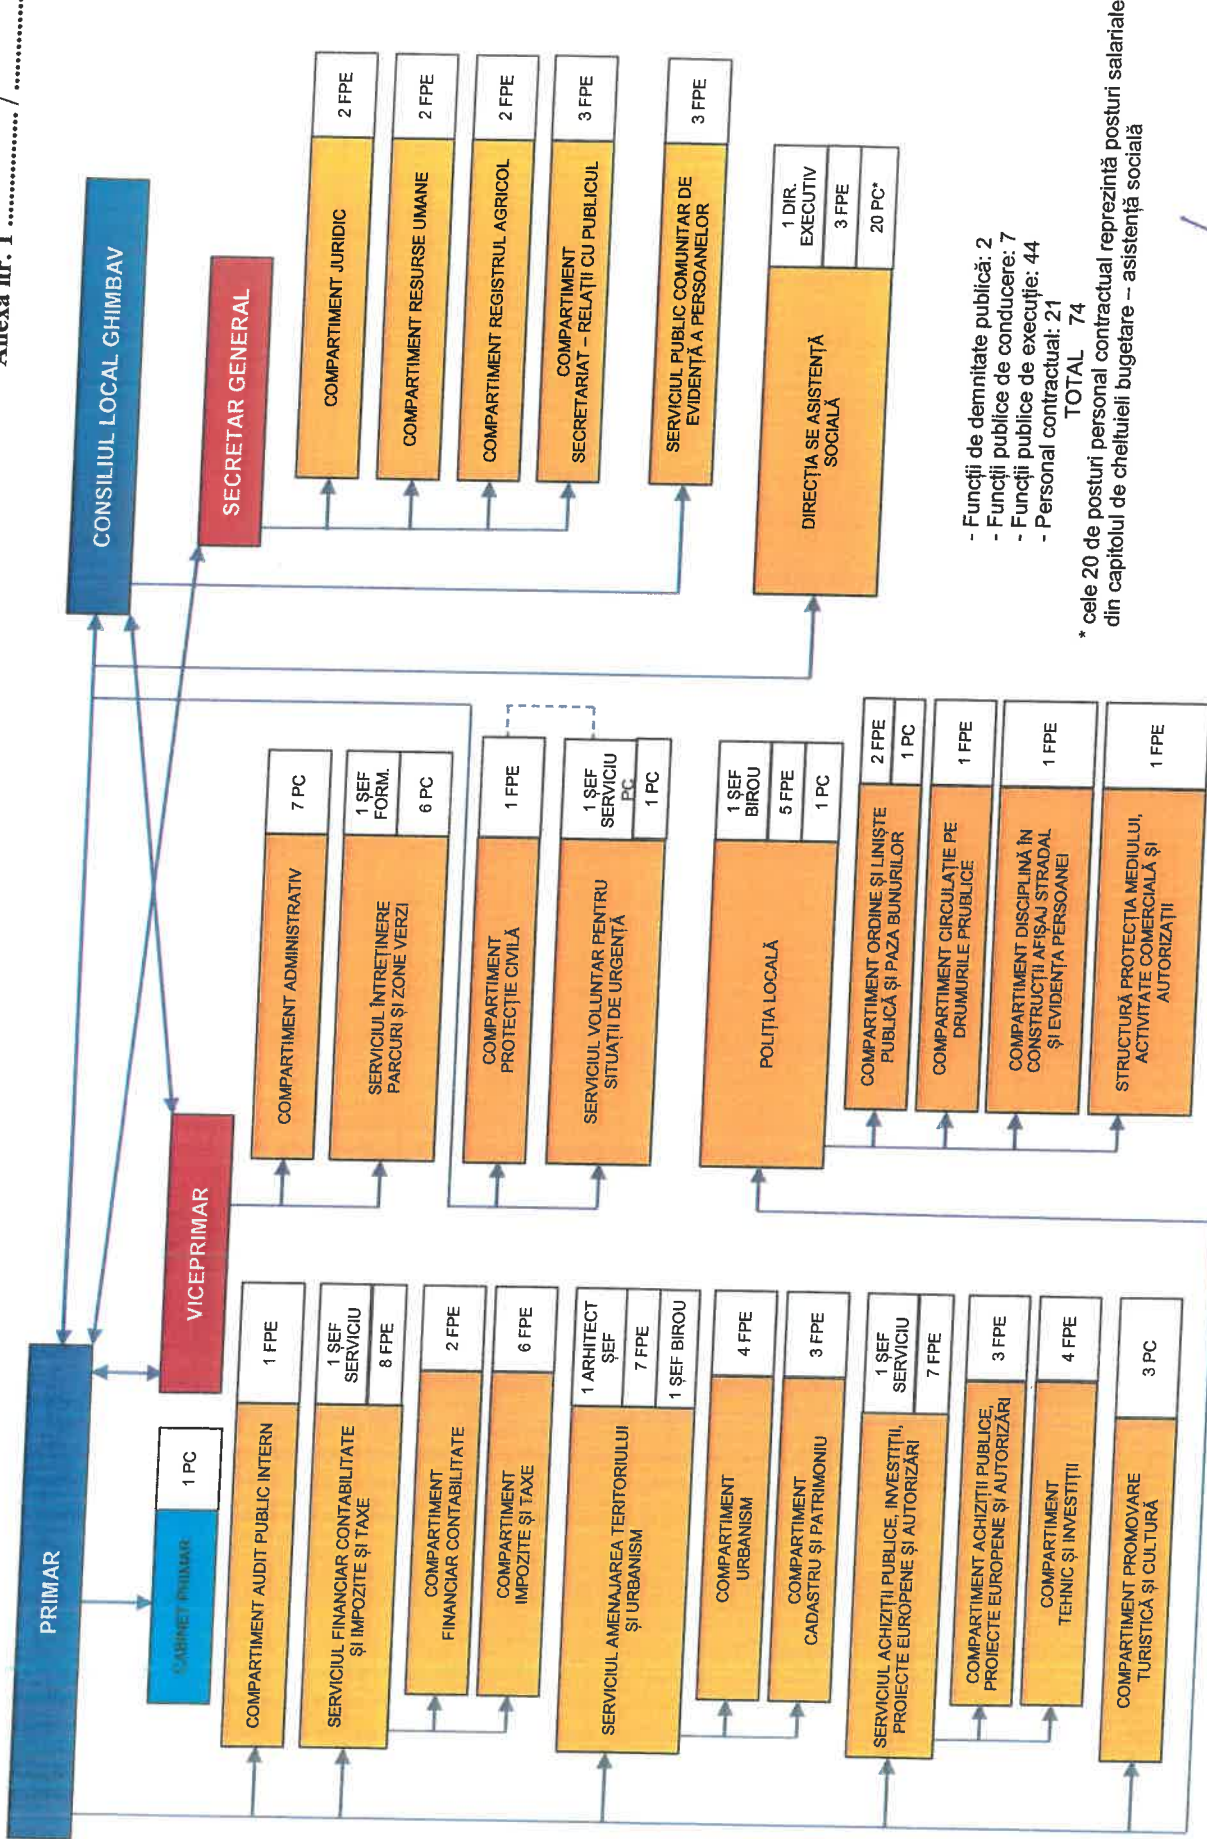 Anexa nr. 1 ................ / ................
PRIMAR
CONSILIUL LOCAL GHIMBAV
CABINET PRIMAR
1 PC
VICEPRIMAR
SECRETAR GENERAL
COMPARTIMENT AUDIT PUBLIC INTERN
1 FPE
SERVICIUL FINANCIAR CONTABILITATE
ȘI IMPOZITE ȘI TAXE
1 ȘEF
SERVICIU
8 FPE
COMPARTIMENT
FINANCIAR CONTABILITATE
2 FPE
COMPARTIMENT
IMPOZITE ȘI TAXE
6 FPE
SERVICIUL AMENAJAREA TERITORIULUI
ȘI URBANISM
1 ARHITECT
ȘEF
7 FPE
1 ȘEF BIROU
COMPARTIMENT
URBANISM
4 FPE
COMPARTIMENT
CADASTRU ȘI PATRIMONIU
3 FPE
SERVICIUL ACHIZIȚII PUBLICE, INVESTIȚII,
PROIECTE EUROPENE ȘI AUTORIZĂRI
1 ȘEF
SERVICIU
7 FPE
COMPARTIMENT ACHIZIȚII PUBLICE,
PROIECTE EUROPENE ȘI AUTORIZĂRI
3 FPE
COMPARTIMENT
TEHNIC ȘI INVESTIȚII
4 FPE
COMPARTIMENT PROMOVARE
TURISTICĂ ȘI CULTURĂ
3 PC
COMPARTIMENT ADMINISTRATIV
7 PC
SERVICIUL ÎNTREȚINERE
PARCURI ȘI ZONE VERZI
1 ȘEF
FORM.
6 PC
COMPARTIMENT
PROTECȚIE CIVILĂ
1 FPE
SERVICIUL VOLUNTAR PENTRU
SITUAȚII DE URGENȚĂ
1 ȘEF
SERVICIU
PC
1 PC
POLIȚIA LOCALĂ
1 ȘEF
BIROU
5 FPE
1 PC
COMPARTIMENT ORDINE ȘI LINIȘTE
PUBLICĂ ȘI PAZA BUNURILOR
2 FPE
1 PC
COMPARTIMENT CIRCULAȚIE PE
DRUMURILE PRUBLICE
1 FPE
COMPARTIMENT DISCIPLINĂ ÎN
CONSTRUCȚII AFIȘAJ STRADAL
ȘI EVIDENȚA PERSOANEI
1 FPE
STRUCTURĂ PROTECȚIA MEDIULUI,
ACTIVITATE COMERCIALĂ ȘI
AUTORIZAȚII
1 FPE
COMPARTIMENT JURIDIC
2 FPE
COMPARTIMENT RESURSE UMANE
2 FPE
COMPARTIMENT REGISTRUL AGRICOL
2 FPE
COMPARTIMENT
SECRETARIAT – RELAȚII CU PUBLICUL
3 FPE
SERVICIUL PUBLIC COMUNITAR DE
EVIDENȚĂ A PERSOANELOR
3 FPE
DIRECȚIA SE ASISTENȚĂ
SOCIALĂ
1 DIR.
EXECUTIV
3 FPE
20 PC*
- Funcții de demnitate publică: 2
- Funcții publice de conducere: 7
- Funcții publice de execuție: 44
- Personal contractual: 21
TOTAL 74
* cele 20 de posturi personal contractual reprezintă posturi salariale
din capitolul de cheltuieli bugetare – asistență socială